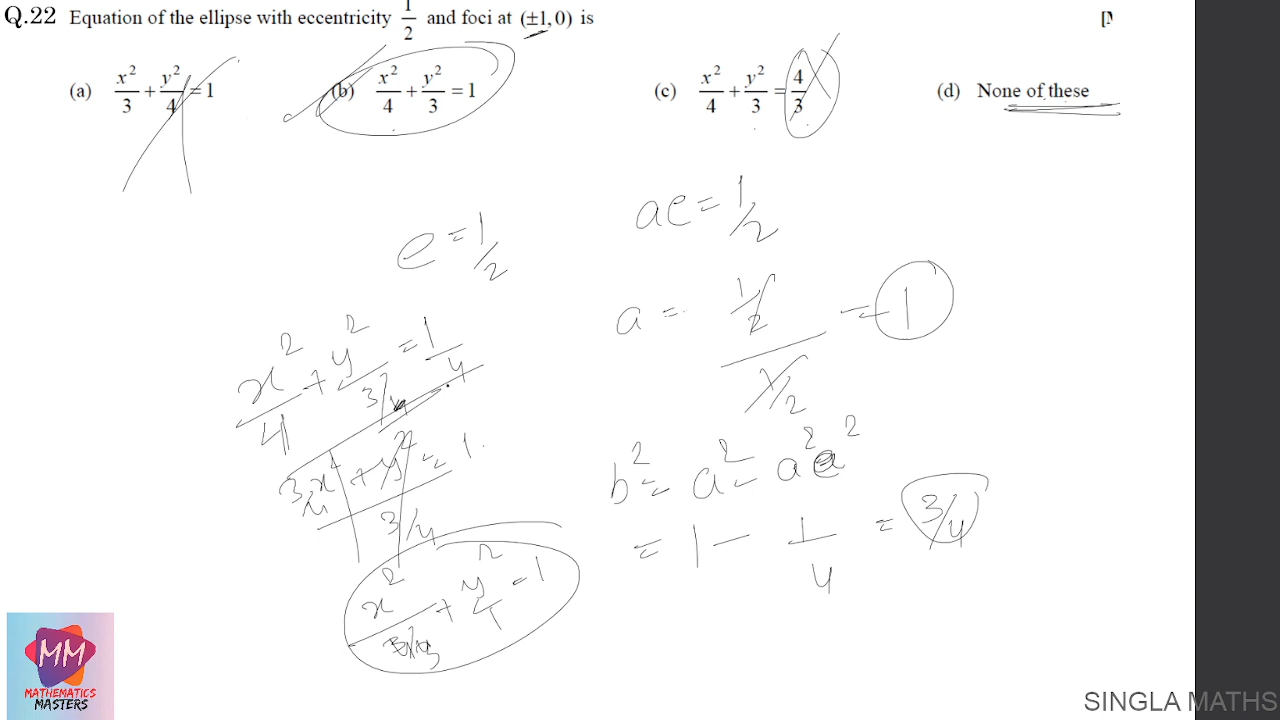 Q.22 Equation of the ellipse with eccentricity 1/2 and foci at (±1, 0) is [M
(a) x²/3 + y²/4 = 1 (b) x²/4 + y²/3 = 1 (c) x²/4 + y²/3 = 4/3 (d) None of these
ae = 1/2
e = 1/2
a = 1/2 / 1/2 = 1
x²/4 + y²/3/4 = 1/4
b² = a² - a²e²
= 1 - 1/4 = 3/4
x² + y² = 1
MM
MATHEMATICS
MASTERS
SINGLA MATHS